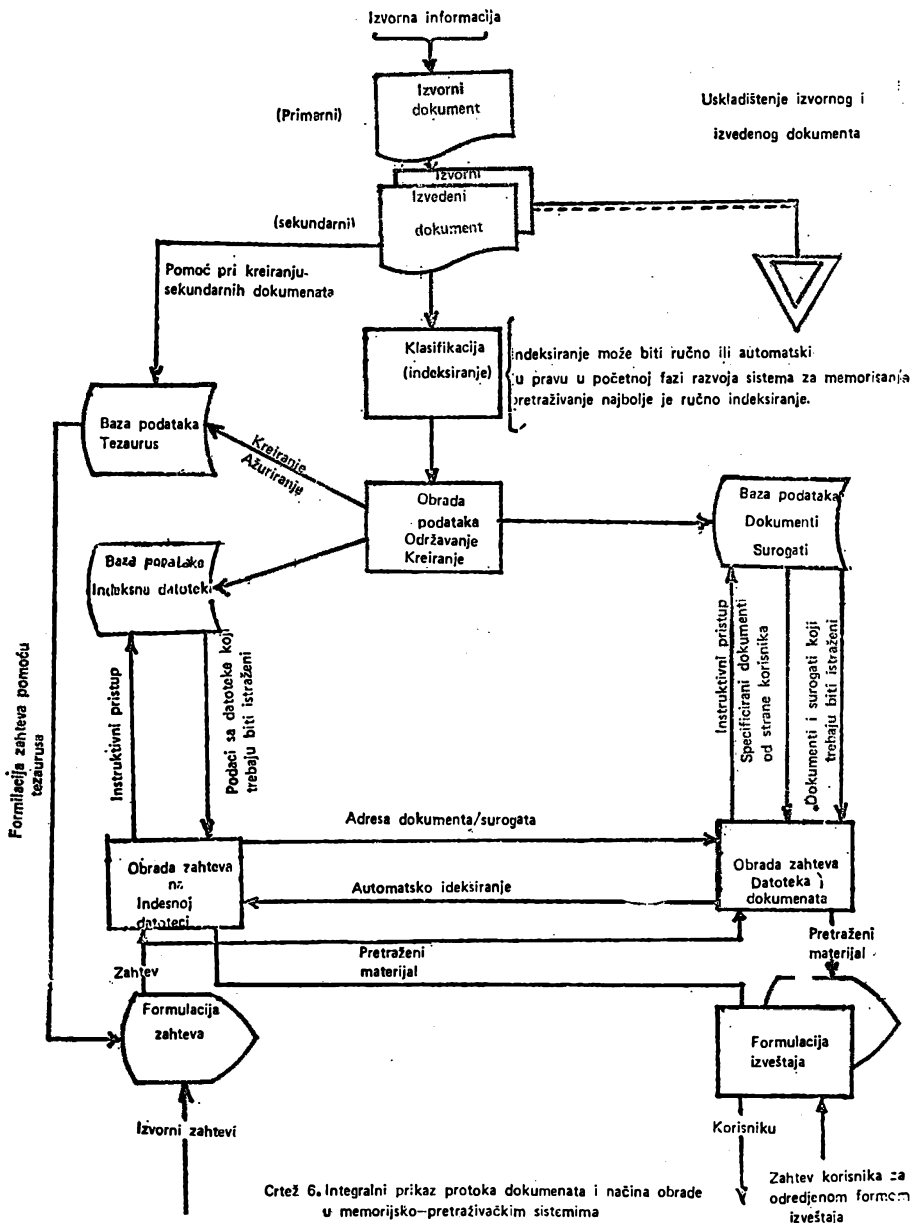 Izvorna informacija
Izvorni
dokument
(Primarni)
Uskladištenje izvornog i
izvedenog dokumenta
Izvorni
Izvedeni
dokument
(sekundarni)
Pomoć pri kreiranju-
sekundarnih dokumenata
Klasifikacija
(indeksiranje)
indeksiranje može biti ručno ili automatski
u pravu u početnoj fazi razvoja sistema za memorisanja
pretraživanje najbolje je ručno indeksiranje.
Baza podataka
Tezaurus
Kreiranje
Ažuriranje
Obrada
podataka
Održavanje
Kreiranje
Baza podataka
Dokumenti
Surogati
Baza podataka
Indeksne datoteki
Formilacija zahteva pomoću
tezaurusa
Instruktivni pristup
Podaci sa datoteke koji
trebaju biti istraženi
Instruktivni pristup
Specificirani dokumenti
od strane korisnika
Dokumenti i surogati koji
trebaju biti istraženi
Adresa dokumenta/surogata
Obrada zahteva
na
Indesnoj
datoteci
Automatsko ideksiranje
Obrada zahteva
Datoteka
dokumenata
Zahtev
Pretraženi
materijal
Pretraženi
materijal
Formulacija
zahteva
Formulacija
izveštaja
Izvorni zahtevi
Korisniku
Zahtev korisnika za
odredjenom formom
izveštaja
Crtež 6. Integralni prikaz protoka dokumenata i načina obrade
u memorijsko-pretraživačkim sistemima